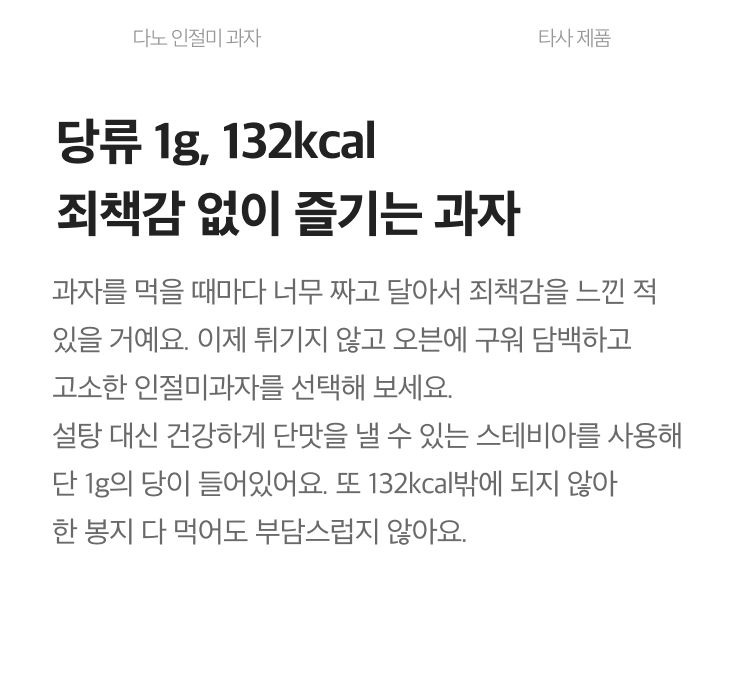 다노 인절미 과자 타사 제품
당류 1g, 132kcal
죄책감 없이 즐기는 과자
과자를 먹을 때마다 너무 짜고 달아서 죄책감을 느낀 적
있을 거예요. 이제 튀기지 않고 오븐에 구워 담백하고
고소한 인절미과자를 선택해 보세요.
설탕 대신 건강하게 단맛을 낼 수 있는 스테비아를 사용해
단 1g의 당이 들어있어요. 또 132kcal밖에 되지 않아
한 봉지 다 먹어도 부담스럽지 않아요.